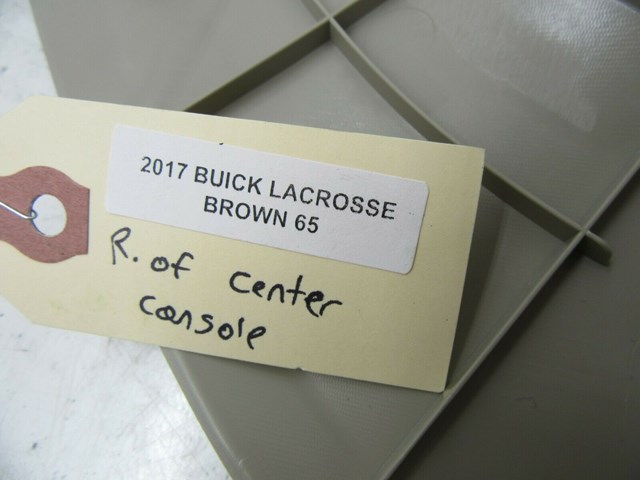 2017 BUICK LACROSSE
BROWN 65
R. of center
console